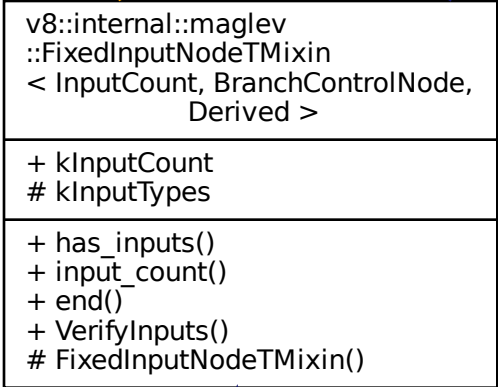 v8::internal::maglev
::FixedInputNodeTMixin
< InputCount, BranchControlNode,
Derived >
+ kInputCount
# kInputTypes
+ has_inputs()
+ input_count()
+ end()
+ VerifyInputs()
# FixedInputNodeTMixin()